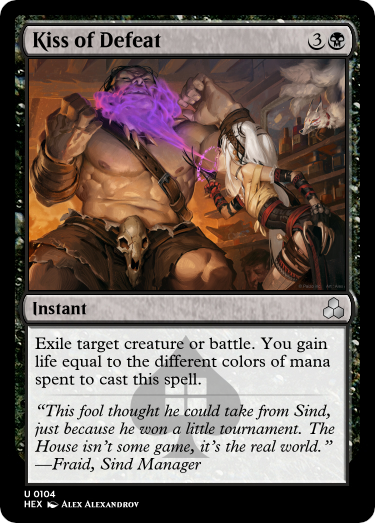 Kiss of Defeat 3
Instant
Exile target creature or battle. You gain
life equal to the different colors of mana
spent to cast this spell.
“This fool thought he could take from Sind,
just because he won a little tournament. The
House isn’t some game, it’s the real world.”
—Fraid, Sind Manager
U 0104
HEX Alex Alexandrov